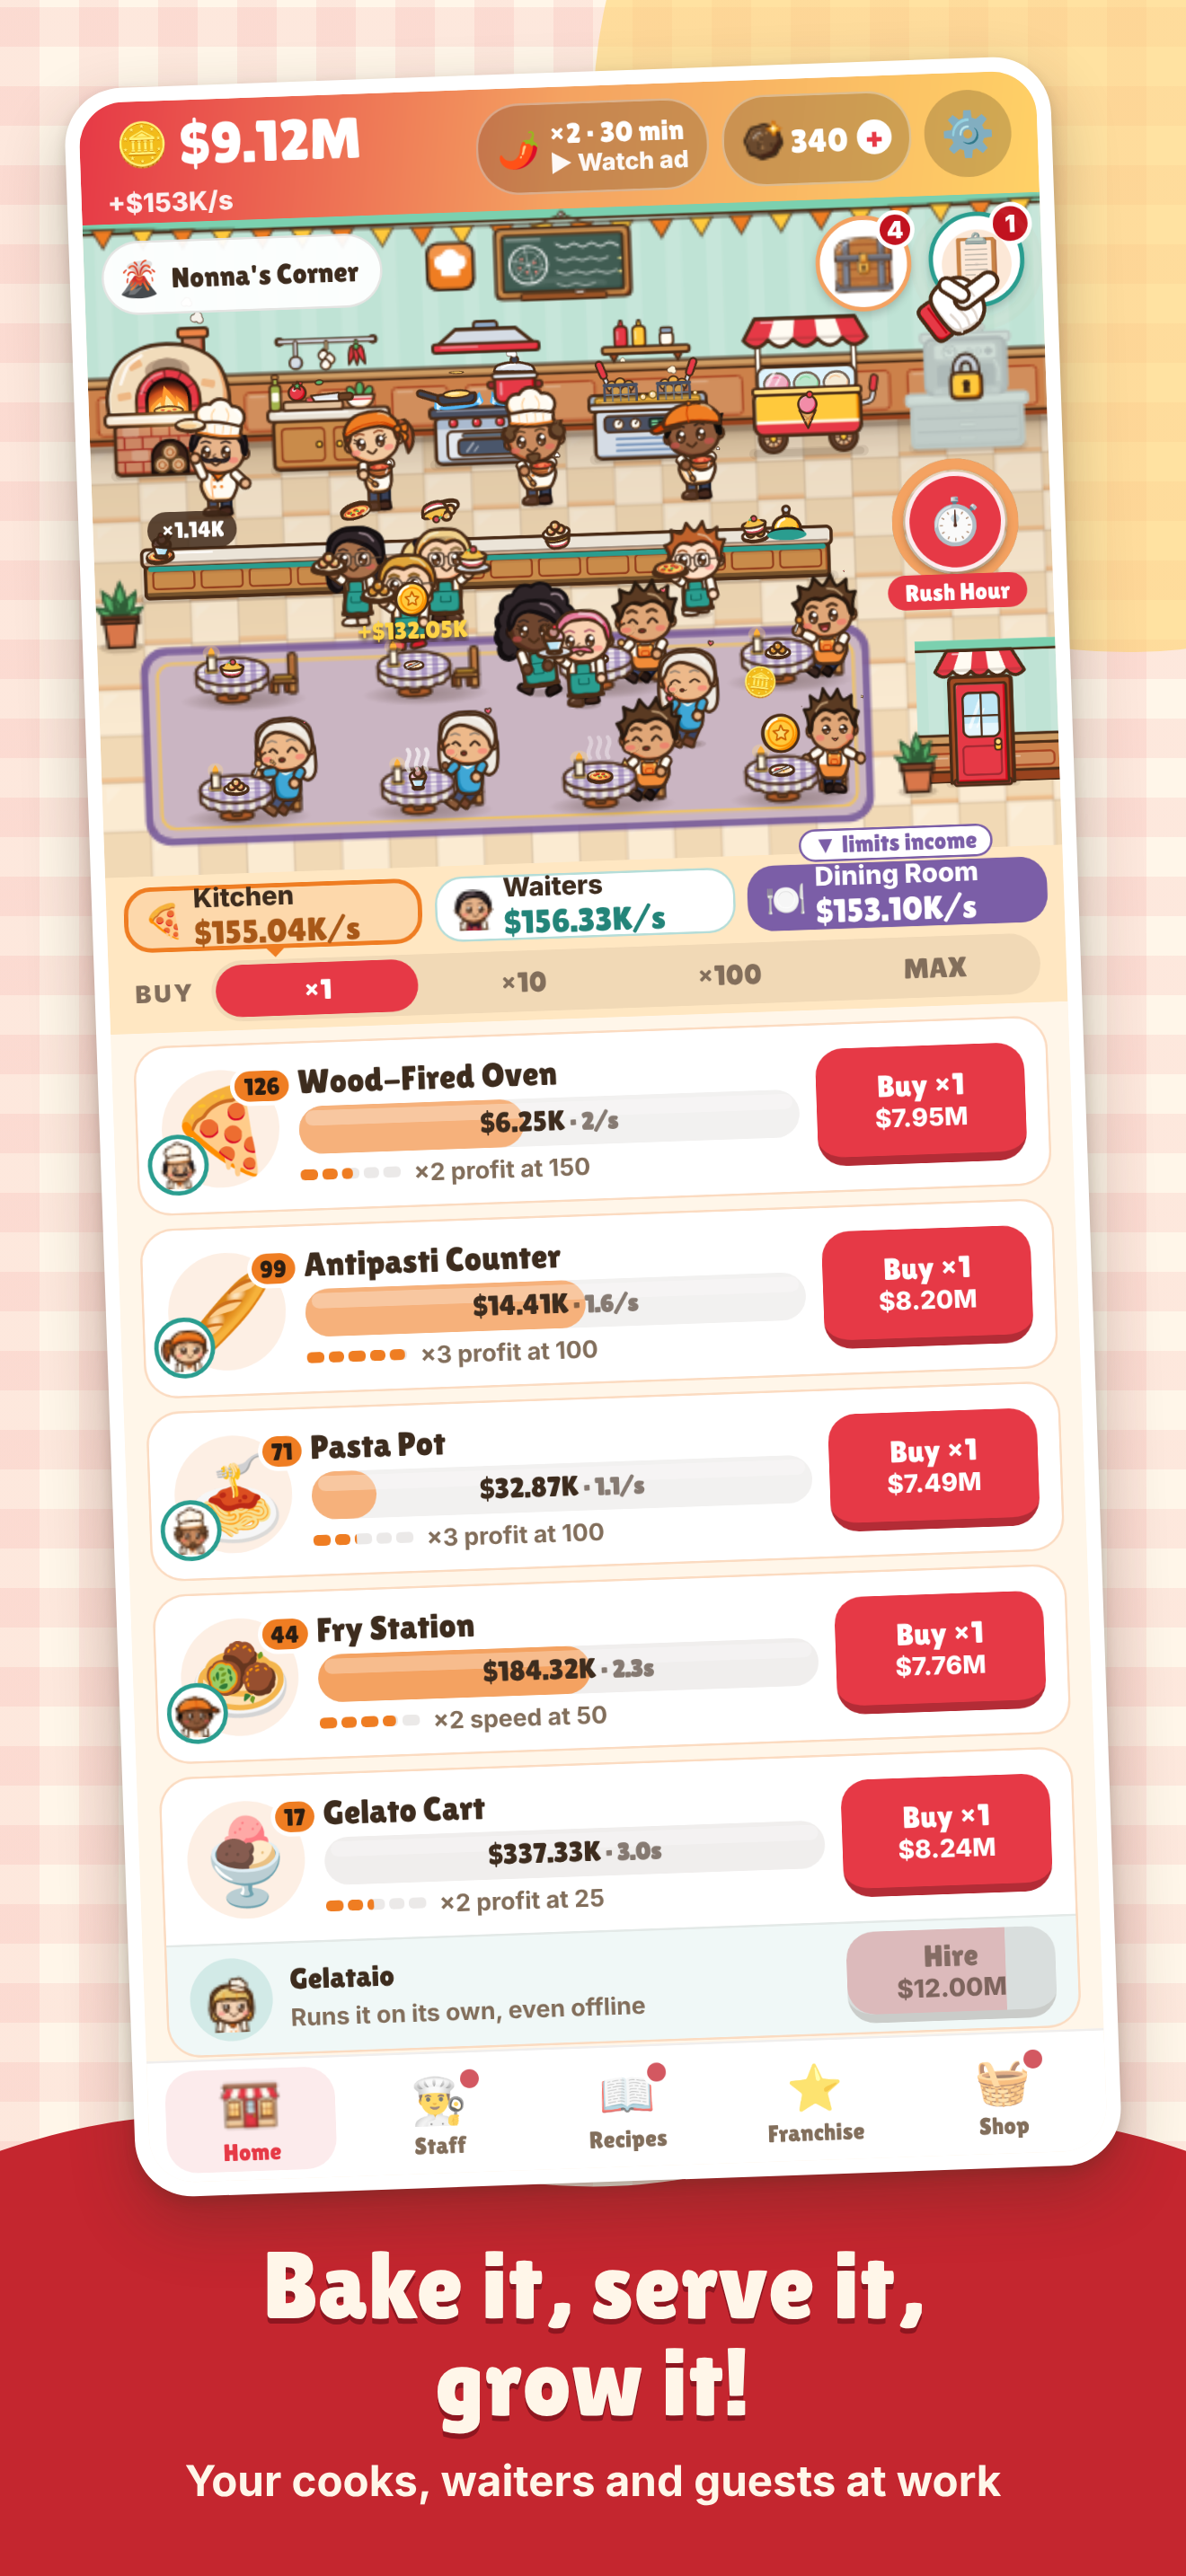 $9.12M
+$153K/s
×2 · 30 min
▶ Watch ad
340 +
4
1
Nonna's Corner
×1.14K
+$132.05K
Rush Hour
▼ limits income
Kitchen
$155.04K/s
Waiters
$156.33K/s
Dining Room
$153.10K/s
BUY
×1
×10
×100
MAX
126
Wood-Fired Oven
$6.25K · 2/s
×2 profit at 150
Buy ×1
$7.95M
99
Antipasti Counter
$14.41K · 1.6/s
×3 profit at 100
Buy ×1
$8.20M
71
Pasta Pot
$32.87K · 1.1/s
×3 profit at 100
Buy ×1
$7.49M
44
Fry Station
$184.32K · 2.3s
×2 speed at 50
Buy ×1
$7.76M
17
Gelato Cart
$337.33K · 3.0s
×2 profit at 25
Buy ×1
$8.24M
Gelataio
Runs it on its own, even offline
Hire
$12.00M
Home
Staff
Recipes
Franchise
Shop
Bake it, serve it,
grow it!
Your cooks, waiters and guests at work